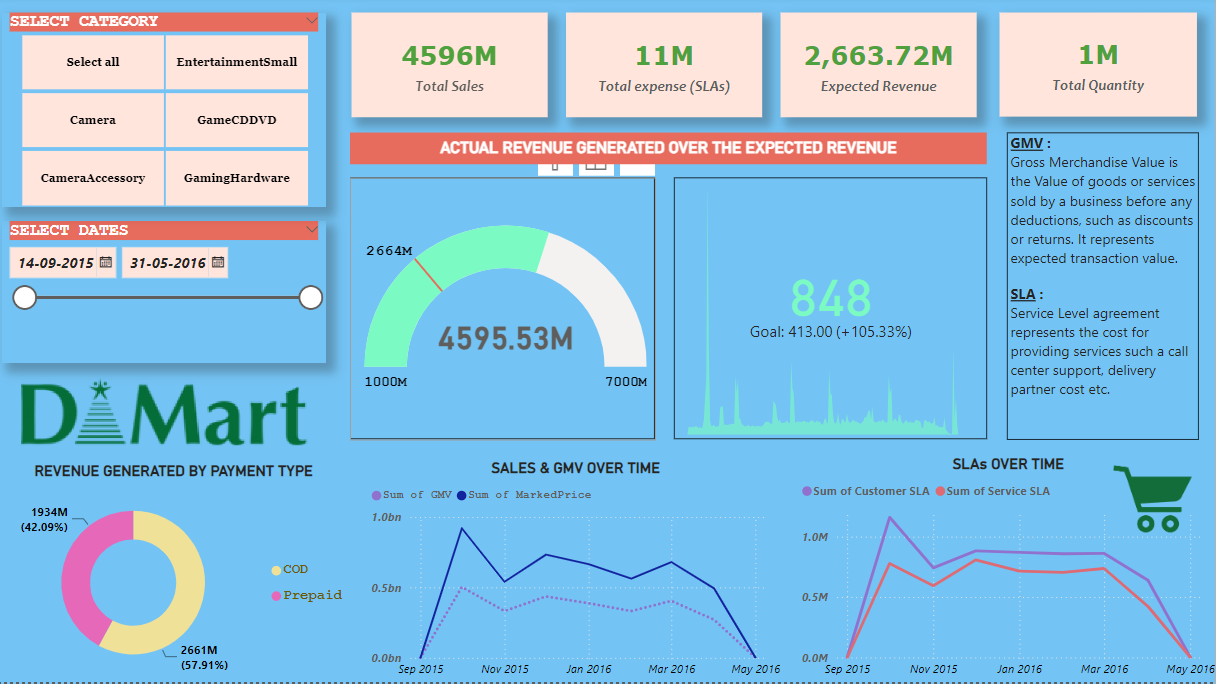 SELECT CATEGORY
Select all
EntertainmentSmall
Camera
GameCDDVD
CameraAccessory
GamingHardware
SELECT DATES
14-09-2015
31-05-2016
D Mart
4596M
Total Sales
11M
Total expense (SLAs)
2,663.72M
Expected Revenue
1M
Total Quantity
ACTUAL REVENUE GENERATED OVER THE EXPECTED REVENUE
2664M
4595.53M
1000M
7000M
848
Goal: 413.00 (+105.33%)
GMV :
Gross Merchandise Value is
the Value of goods or services
sold by a business before any
deductions, such as discounts
or returns. It represents
expected transaction value.
SLA :
Service Level agreement
represents the cost for
providing services such a call
center support, delivery
partner cost etc.
REVENUE GENERATED BY PAYMENT TYPE
1934M
(42.09%)
COD
Prepaid
2661M
(57.91%)
SALES & GMV OVER TIME
Sum of GMV
Sum of MarkedPrice
1.0bn
0.5bn
0.0bn
Sep 2015
Nov 2015
Jan 2016
Mar 2016
May 2016
SLAs OVER TIME
Sum of Customer SLA
Sum of Service SLA
1.0M
0.5M
0.0M
Sep 2015
Nov 2015
Jan 2016
Mar 2016
May 2016